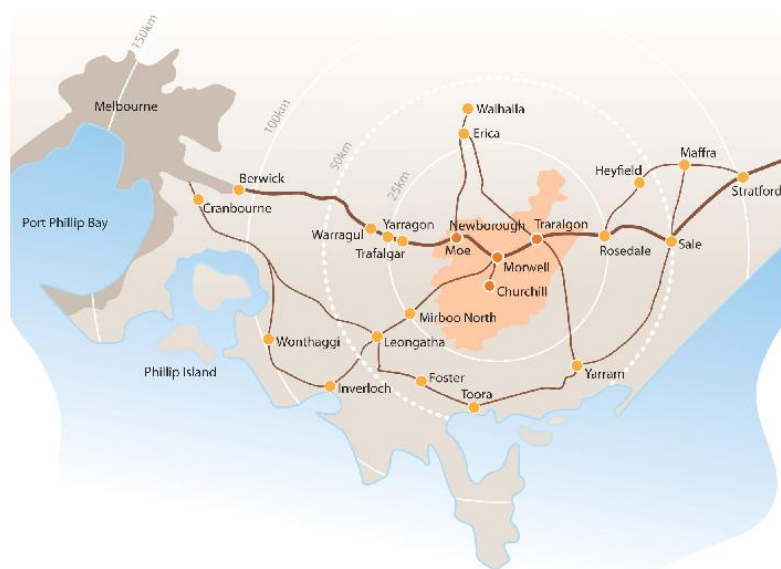 150km
Melbourne
100km
Walhalla
Erica
50km
Maffra
Heyfield
Berwick
25km
Stratford
Cranbourne
Port Phillip Bay
Yarragon
Newborough
Traralgon
Warragul
Trafalgar
Moe
Rosedale
Sale
Morwell
Churchill
Mirboo North
Wonthaggi
Leongatha
Phillip Island
Foster
Yarram
Inverloch
Toora